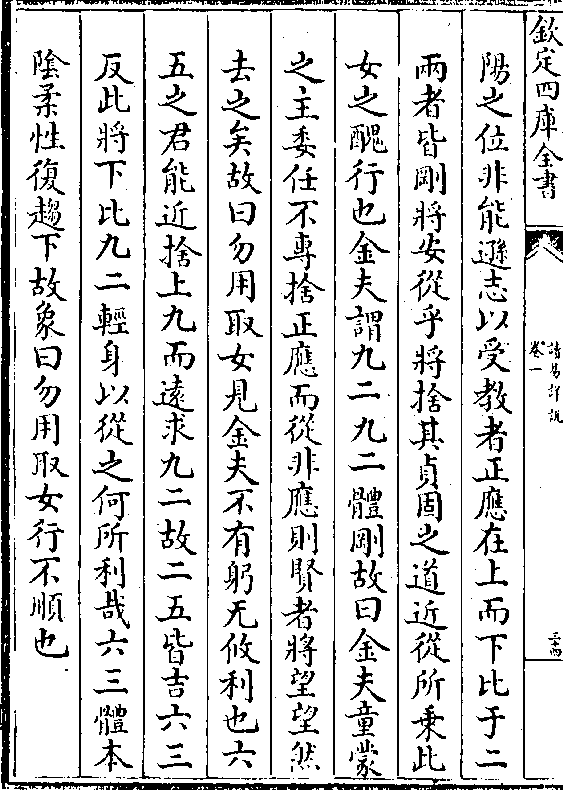 欽定四庫全書
讀易詳說
卷一
三十四
陽之位非能遜志以受教者正應在上而下比于二
兩者皆剛將安從乎將捨其貞固之道近從所乗此
女之醜行也金夫謂九二九二體剛故曰金夫童蒙
之主委任不專捨正應而從非應則賢者將望望然
去之矣故曰勿用取女見金夫不有躬无攸利也六
五之君能近捨上九而遠求九二故二五皆吉六三
反此將下比九二輕身以從之何所利哉六三體本
陰柔性復趨下故象曰勿用取女行不順也